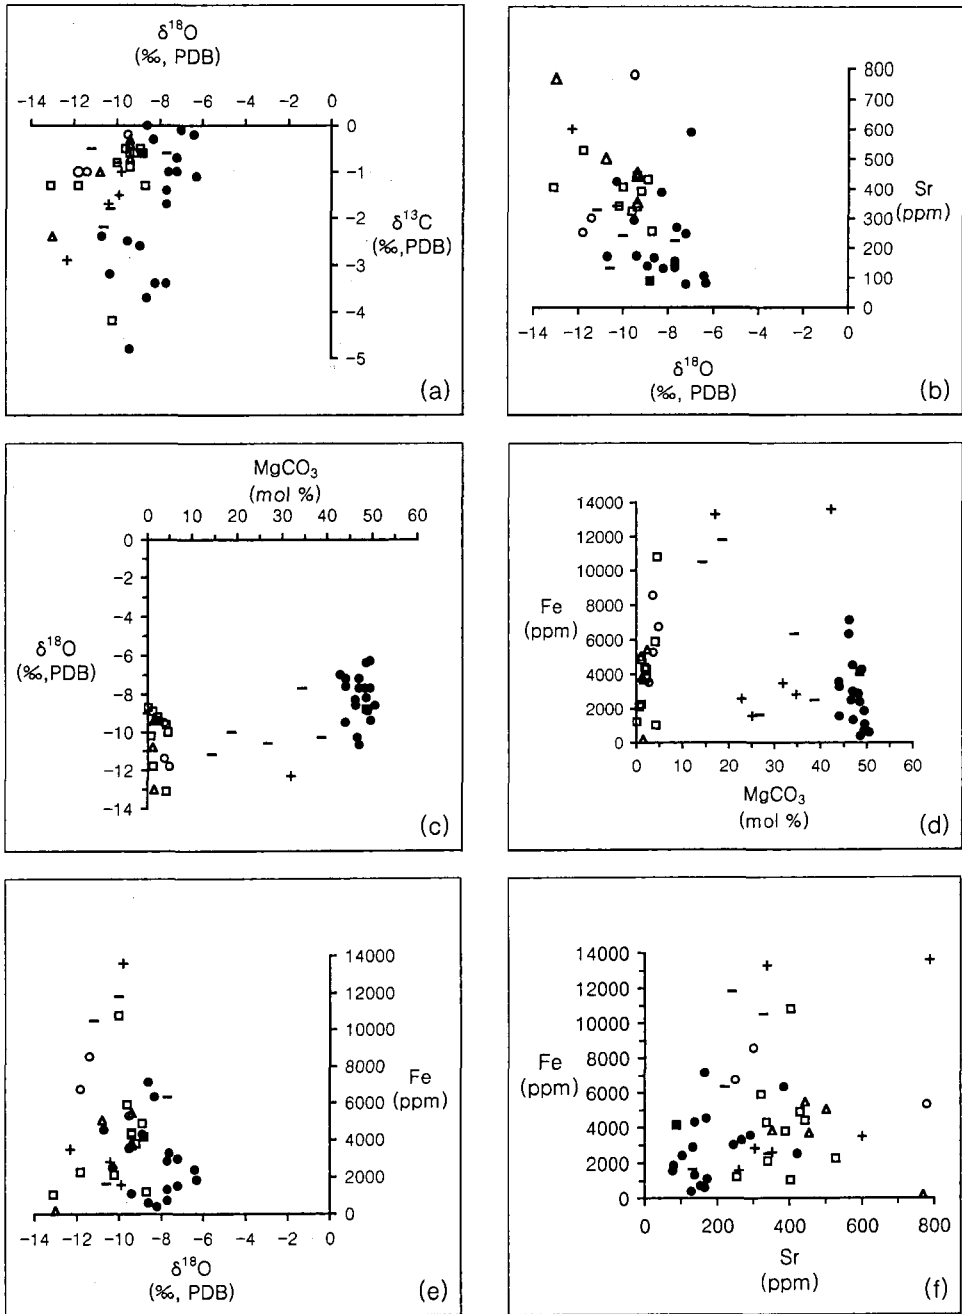 δ¹⁸O
(‰, PDB)
−14 −12 −10 −8 −6 −4 −2 0
0
−1
−2
−3
−4
−5
δ¹³C
(‰,PDB)
(a)
800
700
600
500
400
300
200
100
0
Sr
(ppm)
−14 −12 −10 −8 −6 −4 −2 0
δ¹⁸O
(‰, PDB)
(b)
MgCO₃
(mol %)
0 10 20 30 40 50 60
0
−2
−4
−6
−8
−10
−12
−14
δ¹⁸O
(‰,PDB)
(c)
14000
12000
10000
8000
6000
4000
2000
0
Fe
(ppm)
0 10 20 30 40 50 60
MgCO₃
(mol %)
(d)
14000
12000
10000
8000
6000
4000
2000
0
Fe
(ppm)
−14 −12 −10 −8 −6 −4 −2 0
δ¹⁸O
(‰, PDB)
(e)
14000
12000
10000
8000
6000
4000
2000
0
Fe
(ppm)
0 200 400 600 800
Sr
(ppm)
(f)